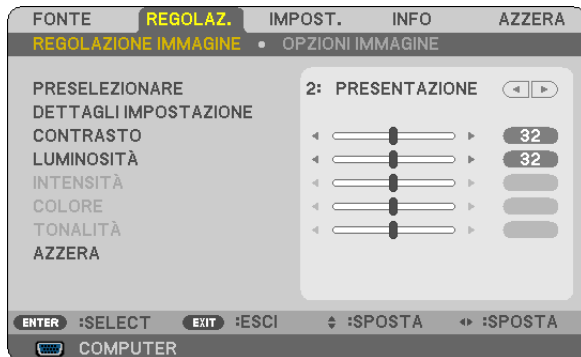 FONTE REGOLAZ. IMPOST. INFO AZZERA
REGOLAZIONE IMMAGINE • OPZIONI IMMAGINE
PRESELEZIONARE 2: PRESENTAZIONE
DETTAGLI IMPOSTAZIONE
CONTRASTO 32
LUMINOSITÀ 32
INTENSITÀ
COLORE
TONALITÀ
AZZERA
ENTER :SELECT EXIT :ESCI :SPOSTA :SPOSTA
COMPUTER